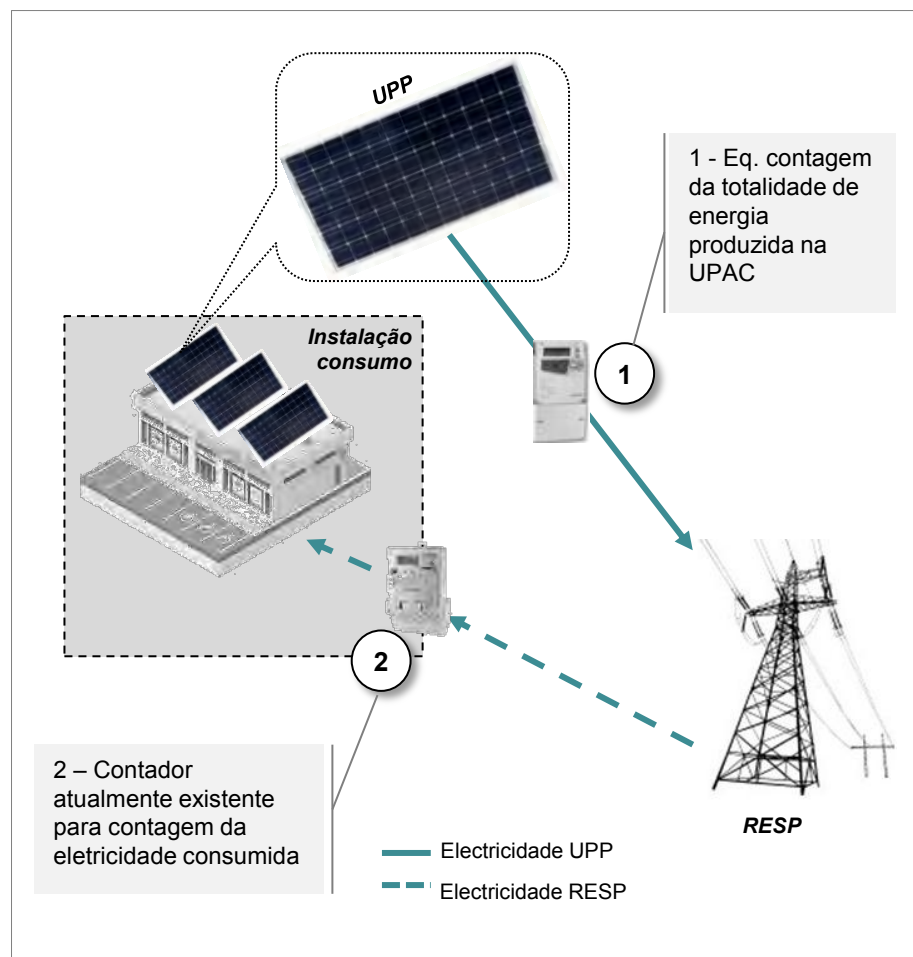 UPP
1 - Eq. contagem
da totalidade de
energia
produzida na
UPAC
Instalação
consumo
1
2
2 – Contador
atualmente existente
para contagem da
eletricidade consumida
RESP
Electricidade UPP
Electricidade RESP